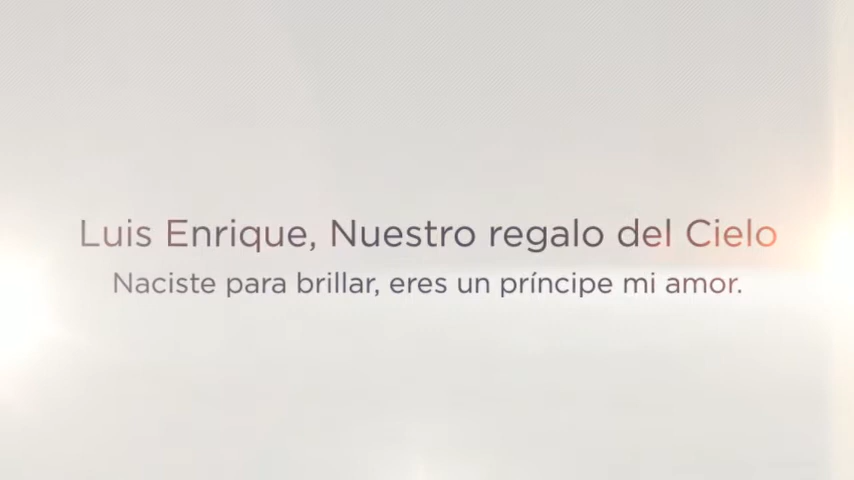 Luis Enrique, Nuestro regalo del Cielo
Naciste para brillar, eres un príncipe mi amor.